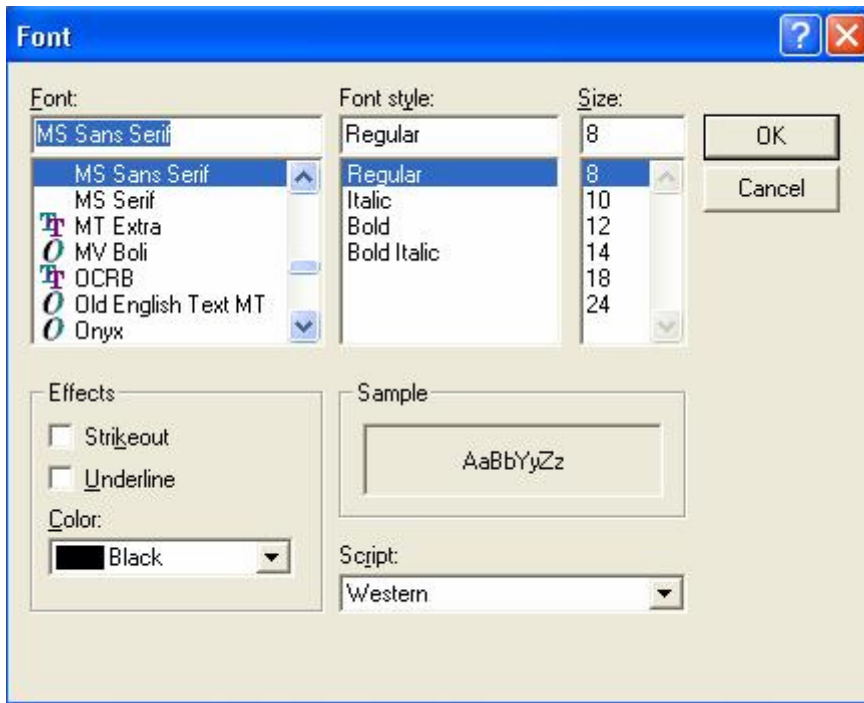 Font
Font:
MS Sans Serif
MS Sans Serif
MS Serif
MT Extra
MV Boli
OCRB
Old English Text MT
Onyx
Font style:
Regular
Regular
Italic
Bold
Bold Italic
Size:
8
8
10
12
14
18
24
OK
Cancel
Effects
Strikeout
Underline
Color:
Black
Sample
AaBbYyZz
Script:
Western